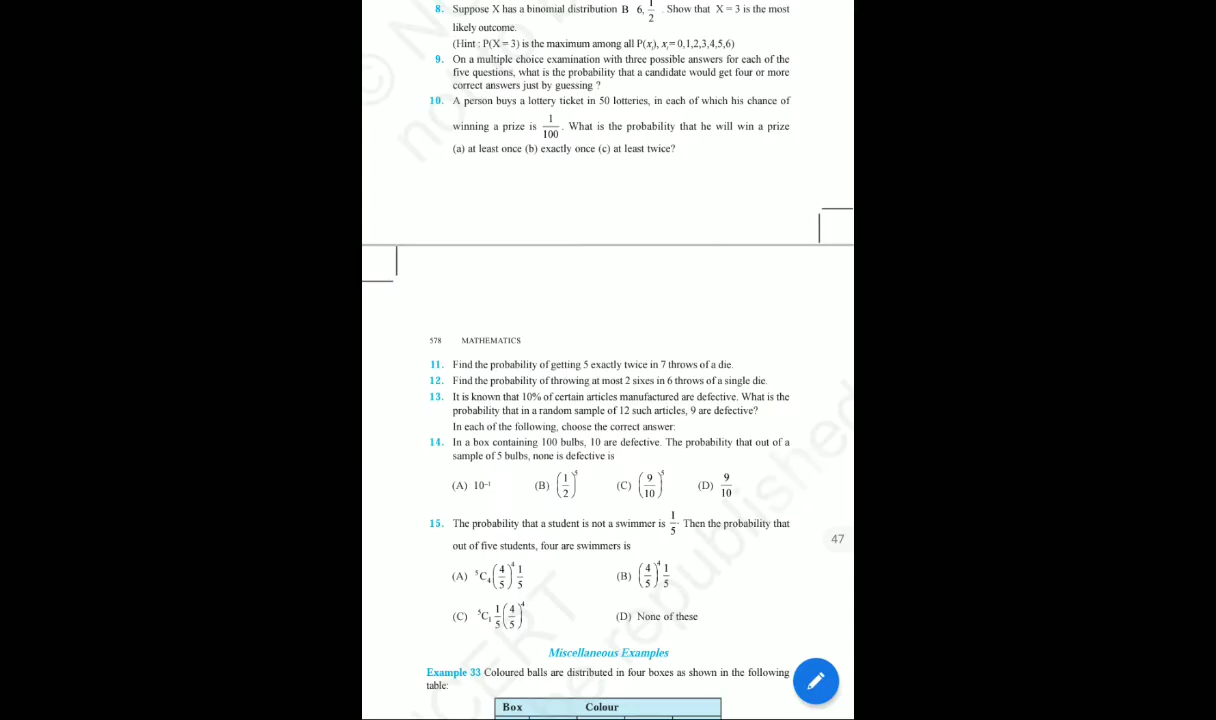 8. Suppose X has a binomial distribution B 6, 1/2 . Show that X = 3 is the most
likely outcome.
(Hint : P(X = 3) is the maximum among all P(xᵢ), xᵢ = 0,1,2,3,4,5,6)
9. On a multiple choice examination with three possible answers for each of the
five questions, what is the probability that a candidate would get four or more
correct answers just by guessing ?
10. A person buys a lottery ticket in 50 lotteries, in each of which his chance of
winning a prize is 1/100 . What is the probability that he will win a prize
(a) at least once (b) exactly once (c) at least twice?
578 MATHEMATICS
11. Find the probability of getting 5 exactly twice in 7 throws of a die.
12. Find the probability of throwing at most 2 sixes in 6 throws of a single die.
13. It is known that 10% of certain articles manufactured are defective. What is the
probability that in a random sample of 12 such articles, 9 are defective?
In each of the following, choose the correct answer:
14. In a box containing 100 bulbs, 10 are defective. The probability that out of a
sample of 5 bulbs, none is defective is
(A) 10⁻¹ (B) (1/2)⁵ (C) (9/10)⁵ (D) 9/10
15. The probability that a student is not a swimmer is 1/5. Then the probability that
out of five students, four are swimmers is
(A) ⁵C₄ (4/5)⁴ 1/5 (B) (4/5)⁴ 1/5
(C) ⁵C₁ 1/5 (4/5)⁴ (D) None of these
47
Miscellaneous Examples
Example 33 Coloured balls are distributed in four boxes as shown in the following
table:
Box Colour